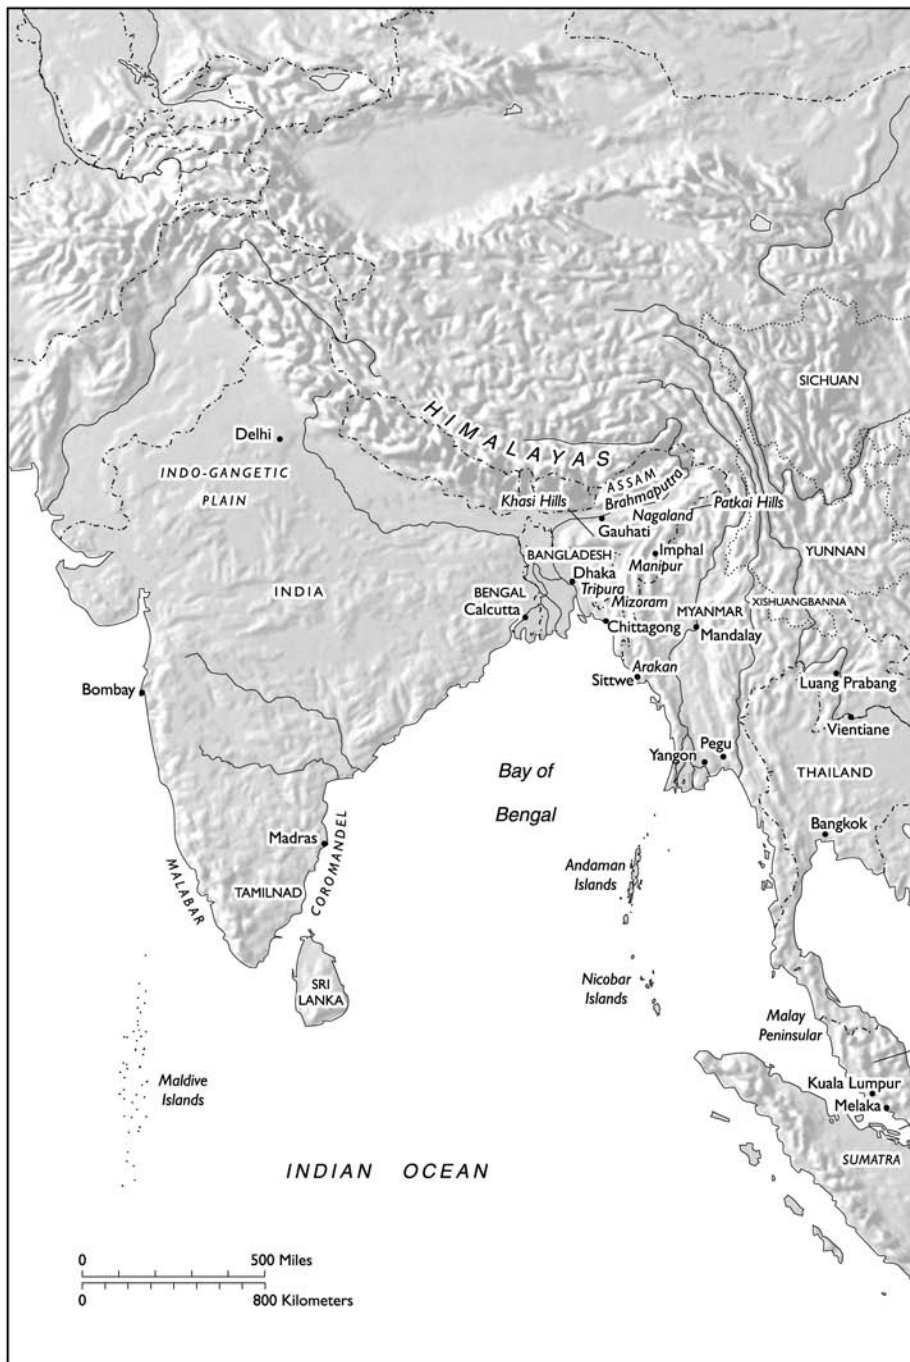 SICHUAN
HIMALAYAS
Delhi
INDO-GANGETIC
PLAIN
ASSAM
Brahmaputra
Khasi Hills
Patkai Hills
Nagaland
Gauhati
BANGLADESH
Imphal
YUNNAN
Manipur
Dhaka
INDIA
BENGAL
Tripura
Mizoram
XISHUANGBANNA
Calcutta
MYANMAR
Chittagong
Mandalay
Arakan
Sittwe
Luang Prabang
Bombay
Vientiane
Pegu
Yangon
Bay of
Bengal
THAILAND
Bangkok
Madras
COROMANDEL
MALABAR
TAMILNAD
Andaman
Islands
SRI
LANKA
Nicobar
Islands
Malay
Peninsular
Maldive
Islands
Kuala Lumpur
Melaka
SUMATRA
INDIAN OCEAN
0 500 Miles
0 800 Kilometers